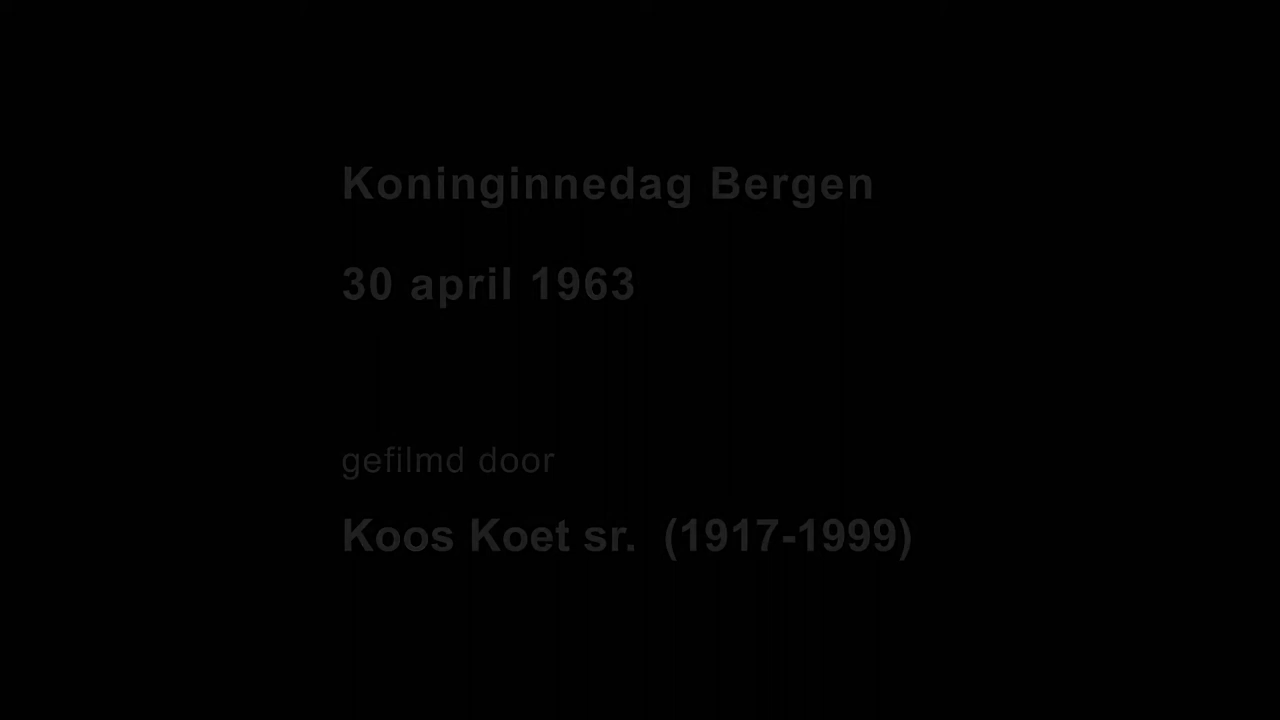 Koninginnedag Bergen
30 april 1963
gefilmd door
Koos Koet sr. (1917-1999)